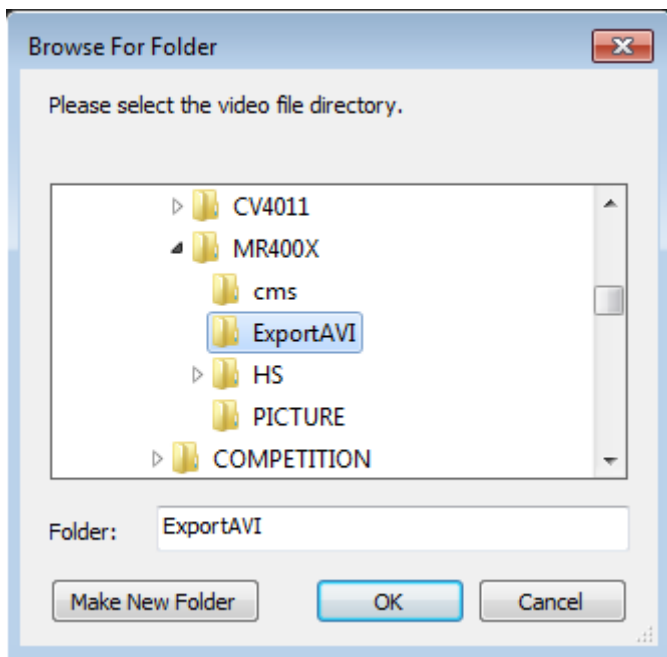 Browse For Folder
Please select the video file directory.
CV4011
MR400X
cms
ExportAVI
HS
PICTURE
COMPETITION
Folder: ExportAVI
Make New Folder OK Cancel